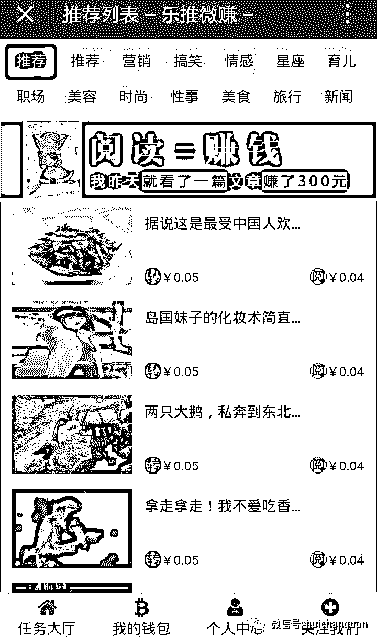 推荐列表 – 乐推微赚 –
推荐 推荐 营销 搞笑 情感 星座 育儿
职场 美容 时尚 性事 美食 旅行 新闻
阅读=赚钱
我昨天就看了一篇文章赚了300元
据说这是最受中国人欢...
转￥0.05 阅￥0.04
岛国妹子的化妆术简直...
转￥0.05 阅￥0.04
两只大鹅，私奔到东北...
转￥0.05 阅￥0.04
拿走拿走！我不爱吃香...
转￥0.05 阅￥0.04
任务大厅 我的钱包 个人中心